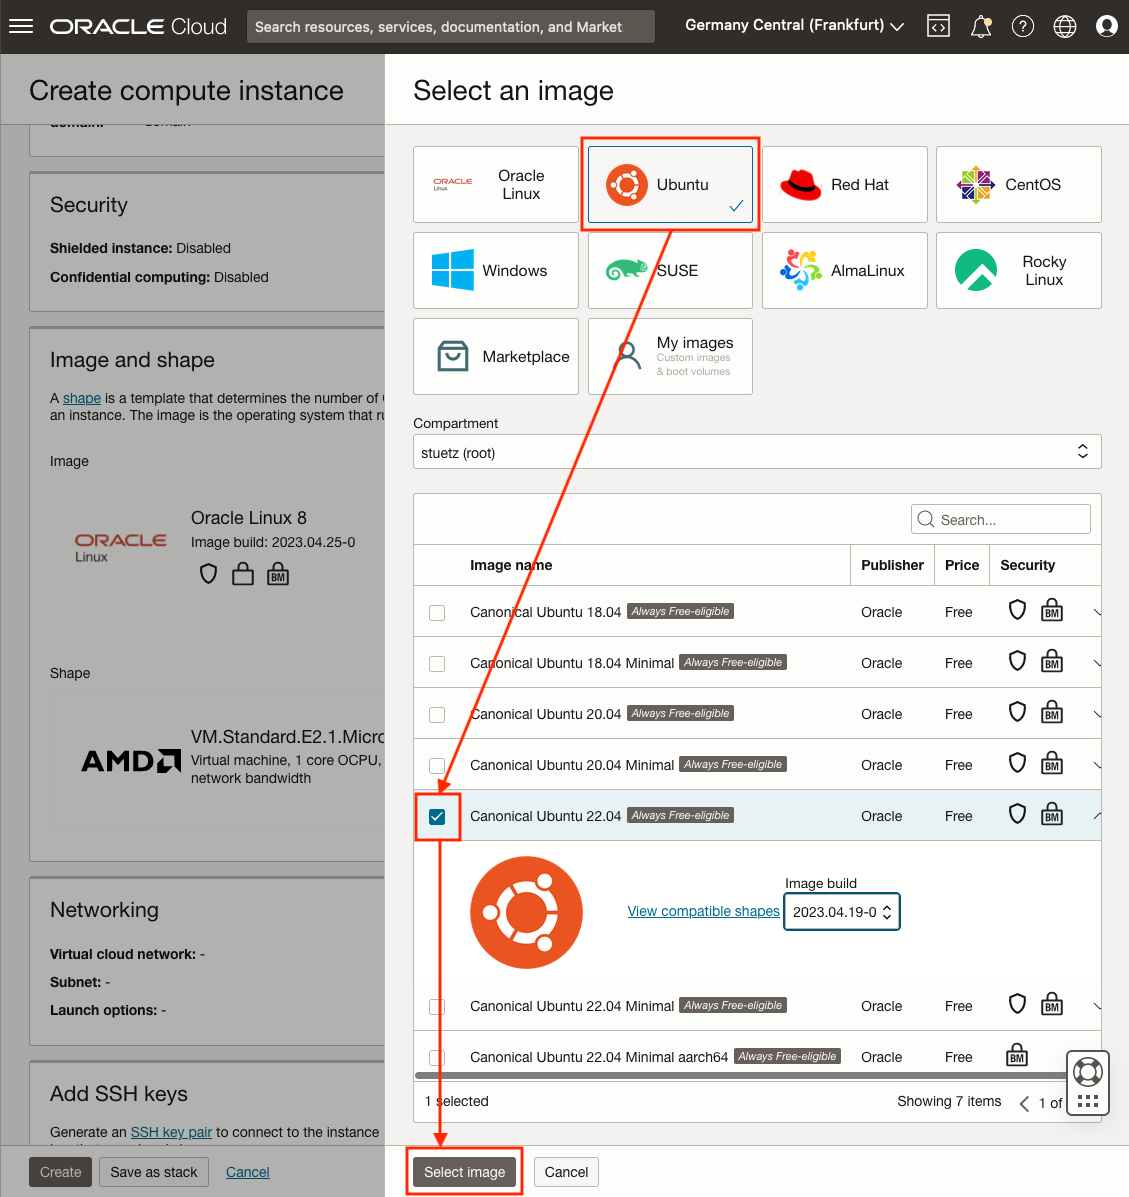 ORACLE Cloud
Search resources, services, documentation, and Market
Germany Central (Frankfurt)
Create compute instance
Security
Shielded instance: Disabled
Confidential computing: Disabled
Image and shape
A shape is a template that determines the number of
an instance. The image is the operating system that
Image
ORACLE
Linux
Oracle Linux 8
Image build: 2023.04.25-0
BM
Shape
AMD
VM.Standard.E2.1.Micro
Virtual machine, 1 core OCPU,
network bandwidth
Networking
Virtual cloud network: -
Subnet: -
Launch options: -
Add SSH keys
Generate an SSH key pair to connect to the instance
Create
Save as stack
Cancel
Select an image
ORACLE
Linux
Oracle
Linux
Ubuntu
Red Hat
CentOS
Windows
SUSE
AlmaLinux
Rocky
Linux
Marketplace
My images
Custom images
& boot volumes
Compartment
stuetz (root)
Search...
Image name Publisher Price Security
Canonical Ubuntu 18.04 Always Free-eligible Oracle Free BM
Canonical Ubuntu 18.04 Minimal Always Free-eligible Oracle Free BM
Canonical Ubuntu 20.04 Always Free-eligible Oracle Free BM
Canonical Ubuntu 20.04 Minimal Always Free-eligible Oracle Free BM
Canonical Ubuntu 22.04 Always Free-eligible Oracle Free BM
Image build
View compatible shapes 2023.04.19-0
Canonical Ubuntu 22.04 Minimal Always Free-eligible Oracle Free BM
Canonical Ubuntu 22.04 Minimal aarch64 Always Free-eligible Oracle Free BM
1 selected Showing 7 items 1 of
Select image
Cancel